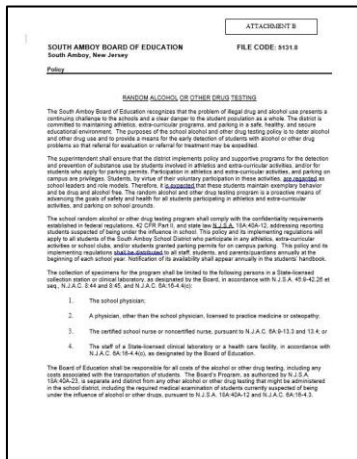 ATTACHMENT B
SOUTH AMBOY BOARD OF EDUCATION FILE CODE: 5131.8
South Amboy, New Jersey
Policy
RANDOM ALCOHOL OR OTHER DRUG TESTING
The South Amboy Board of Education recognizes that the problem of illegal drug and alcohol use presents a
continuing challenge to the schools and a clear danger to the student population as a whole. The district is
committed to maintaining athletics, extra-curricular programs, and parking in a safe, healthy, and secure
educational environment. The purposes of the school alcohol and other drug testing policy is to deter alcohol
and other drug use and to provide a means for the early detection of students with alcohol or other drug
problems so that referral for evaluation or referral for treatment may be expedited.
The superintendent shall ensure that the district implements policy and supportive programs for the detection
and prevention of substance use by students involved in athletics and extra-curricular activities, and/or for
students who apply for parking permits. Participation in athletics and extra-curricular activities, and parking on
campus are privileges. Students, by virtue of their voluntary participation in these activities, are regarded as
school leaders and role models. Therefore, it is expected that these students maintain exemplary behavior
and be drug and alcohol free. The random alcohol and other drug testing program is a proactive means of
advancing the goals of safety and health for all students participating in athletics and extra-curricular
activities, and parking on school grounds.
The school random alcohol or other drug testing program shall comply with the confidentiality requirements
established in federal regulations, 42 CFR Part II, and state law N.J.S.A. 18A:40A-12, addressing reporting
students suspected of being under the influence in school. This policy and its implementing regulations will
apply to all students of the South Amboy School District who participate in any athletics, extra-curricular
activities or school clubs, and/or students granted parking permits for on campus parking. This policy and its
implementing regulations shall be distributed to all staff, students, and parents/guardians annually at the
beginning of each school year. Notification of its availability shall appear annually in the students' handbook.
The collection of specimens for the program shall be limited to the following persons in a State-licensed
collection station or clinical laboratory, as designated by the Board, in accordance with N.J.S.A. 45:9-42.26 et
seq., N.J.A.C. 8:44 and 8:45, and N.J.A.C. 6A:16-4.4(c):
1. The school physician;
2. A physician, other than the school physician, licensed to practice medicine or osteopathy;
3. The certified school nurse or noncertified nurse, pursuant to N.J.A.C. 6A:9-13.3 and 13.4; or
4. The staff of a State-licensed clinical laboratory or a health care facility, in accordance with
N.J.A.C. 6A:16-4.4(c), as designated by the Board of Education.
The Board of Education shall be responsible for all costs of the alcohol or other drug testing, including any
costs associated with the transportation of students. The Board's Program, as authorized by N.J.S.A.
18A:40A-23, is separate and distinct from any other alcohol or other drug testing that might be administered
in the school district, including the required medical examination of students currently suspected of being
under the influence of alcohol or other drugs, pursuant to N.J.S.A. 18A:40A-12 and N.J.A.C. 6A:16-4.3.